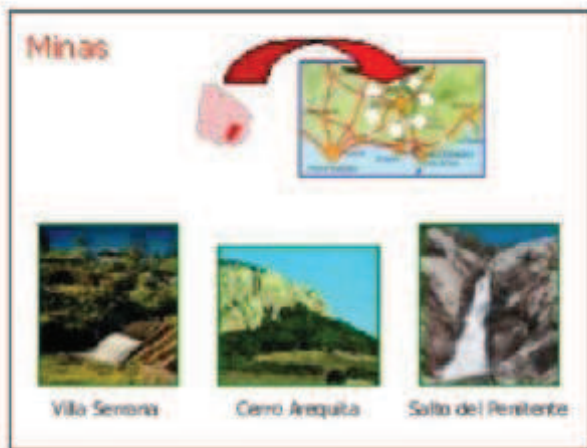 Minas
Villa Serrana
Cerro Arequita
Salto del Penitente